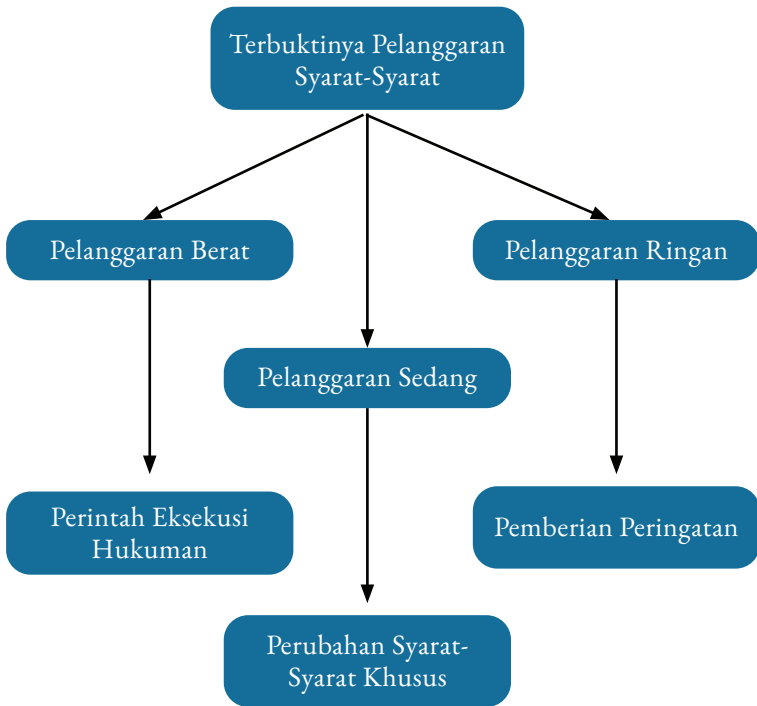 Terbuktinya Pelanggaran
Syarat-Syarat
Pelanggaran Berat
Pelanggaran Ringan
Pelanggaran Sedang
Perintah Eksekusi
Hukuman
Pemberian Peringatan
Perubahan Syarat-
Syarat Khusus